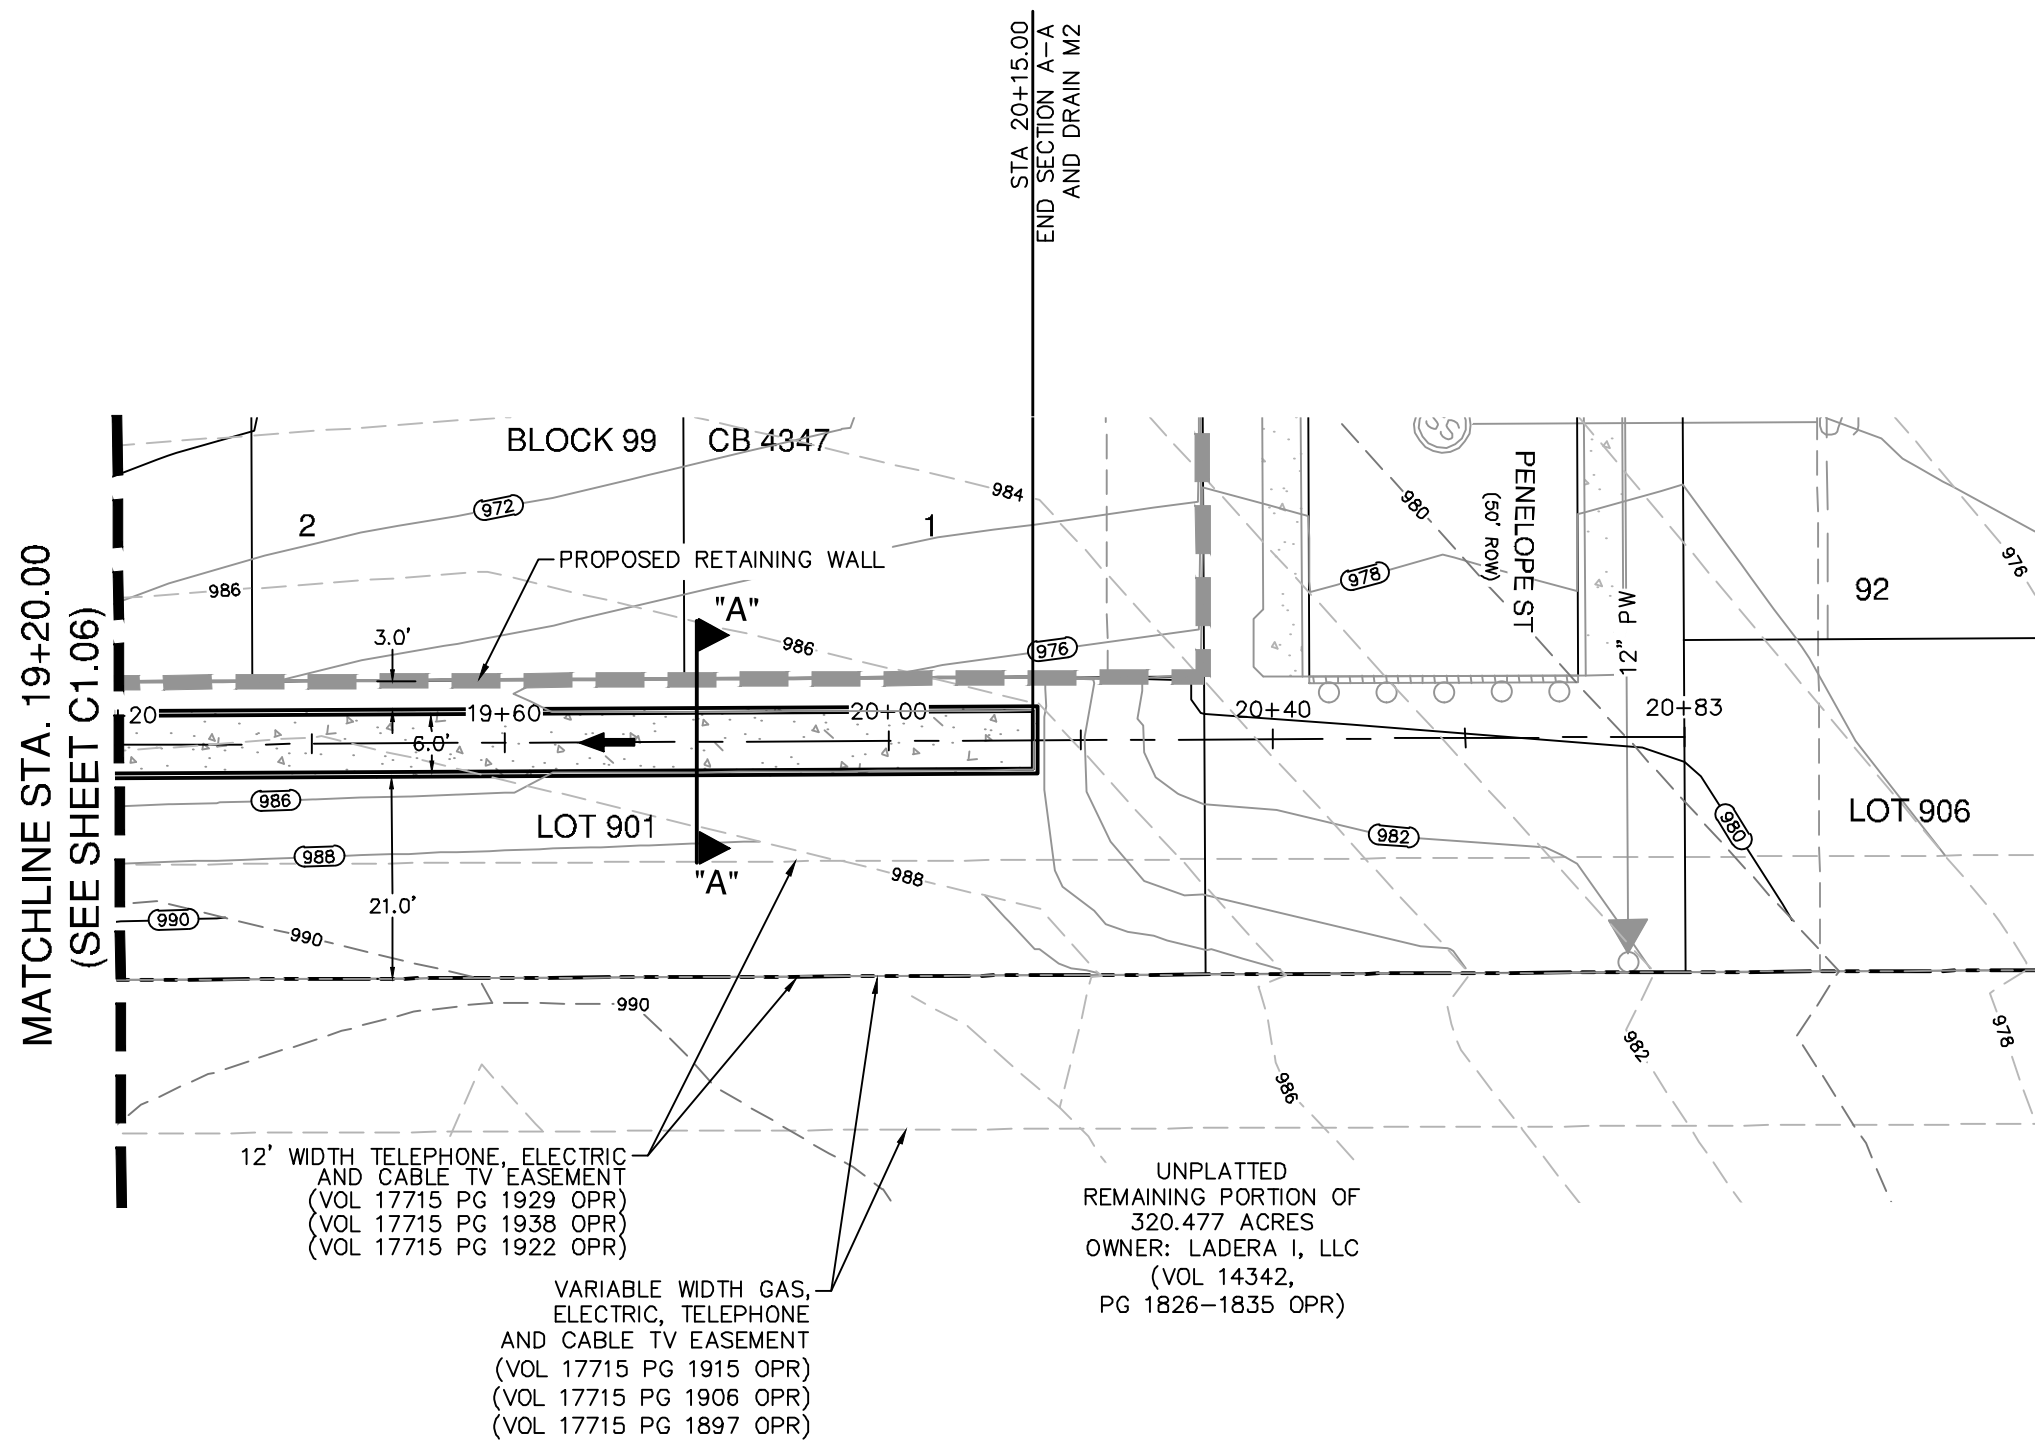 STA 20+15.00
END SECTION A-A
AND DRAIN M2
MATCHLINE STA. 19+20.00
(SEE SHEET C1.06)
BLOCK 99
CB 4347
2
1
972
984
986
PROPOSED RETAINING WALL
"A"
986
976
3.0'
20
19+60
20+00
20+40
20+83
6.0'
SS
PENELOPE ST
(50' ROW)
980
978
12" PW
92
976
986
988
990
990
LOT 901
"A"
21.0'
988
982
980
LOT 906
990
986
982
978
12' WIDTH TELEPHONE, ELECTRIC
AND CABLE TV EASEMENT
(VOL 17715 PG 1929 OPR)
(VOL 17715 PG 1938 OPR)
(VOL 17715 PG 1922 OPR)
VARIABLE WIDTH GAS,
ELECTRIC, TELEPHONE
AND CABLE TV EASEMENT
(VOL 17715 PG 1915 OPR)
(VOL 17715 PG 1906 OPR)
(VOL 17715 PG 1897 OPR)
UNPLATTED
REMAINING PORTION OF
320.477 ACRES
OWNER: LADERA I, LLC
(VOL 14342,
PG 1826-1835 OPR)